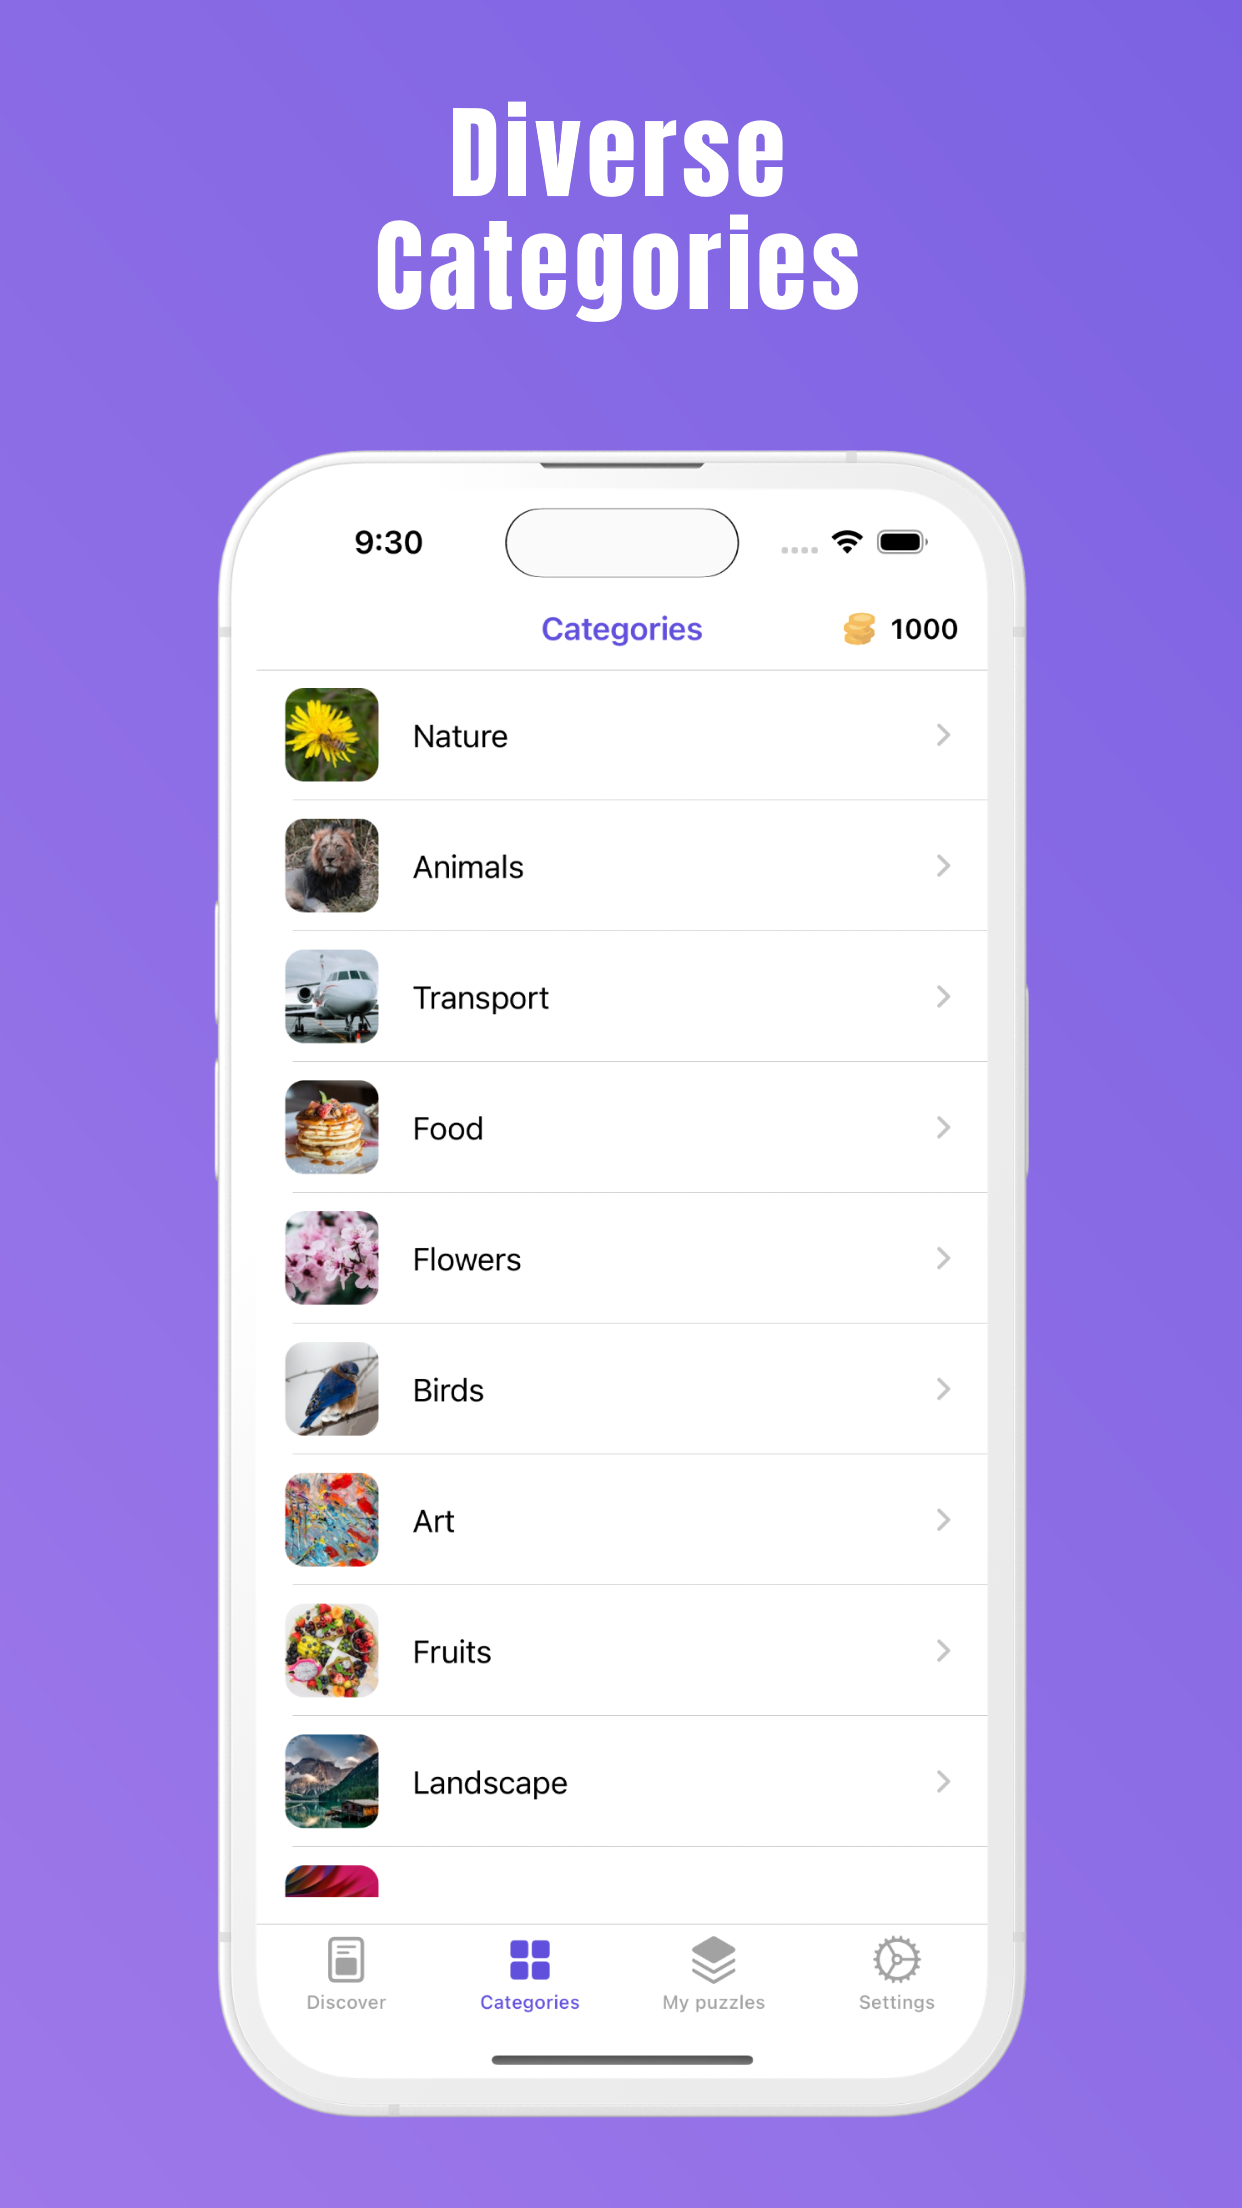 Diverse
Categories
9:30
Categories
1000
Nature
Animals
Transport
Food
Flowers
Birds
Art
Fruits
Landscape
Discover
Categories
My puzzles
Settings